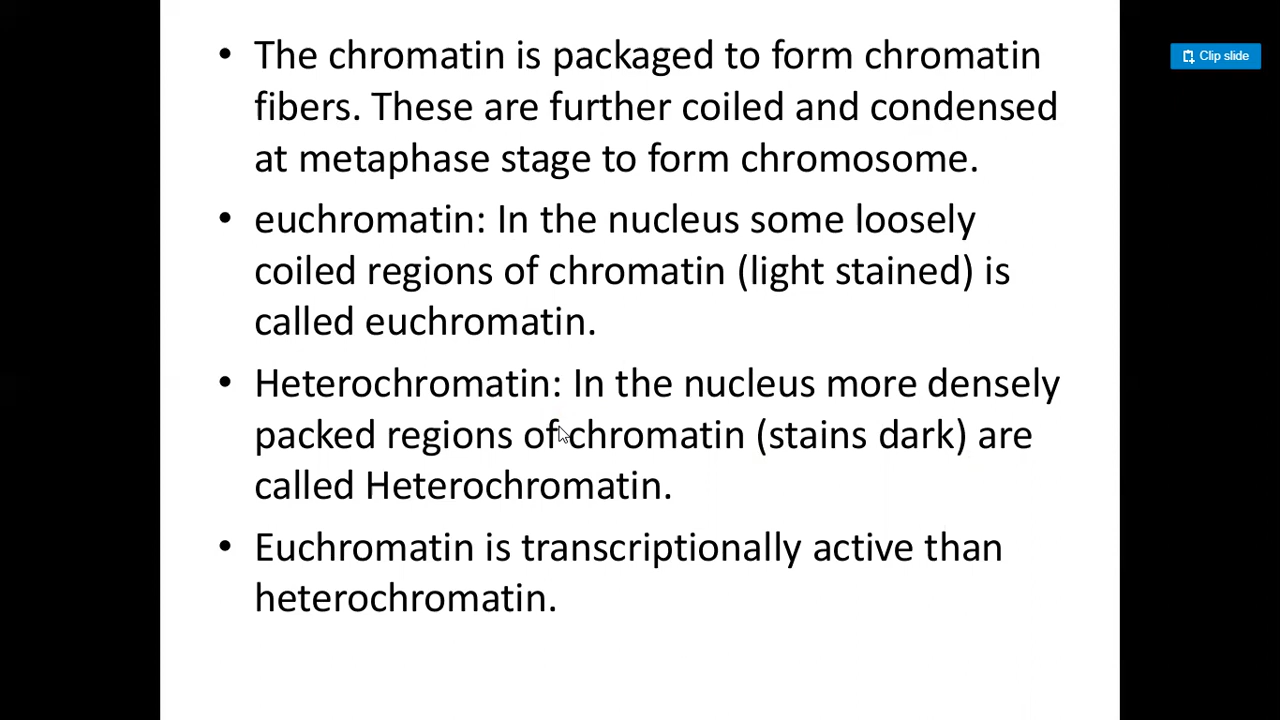 • The chromatin is packaged to form chromatin
fibers. These are further coiled and condensed
at metaphase stage to form chromosome.
• euchromatin: In the nucleus some loosely
coiled regions of chromatin (light stained) is
called euchromatin.
• Heterochromatin: In the nucleus more densely
packed regions of chromatin (stains dark) are
called Heterochromatin.
• Euchromatin is transcriptionally active than
heterochromatin.
Clip slide